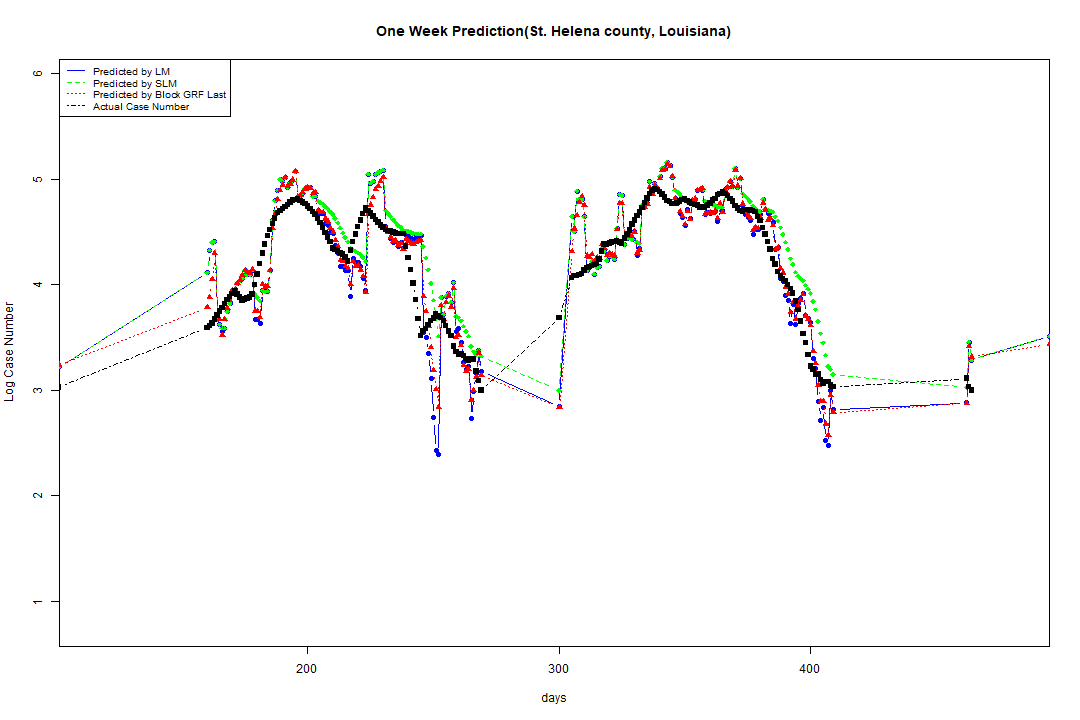 One Week Prediction(St. Helena county, Louisiana)
Predicted by LM
Predicted by SLM
Predicted by Block GRF Last
Actual Case Number
Log Case Number
6
5
4
3
2
1
200
300
400
days